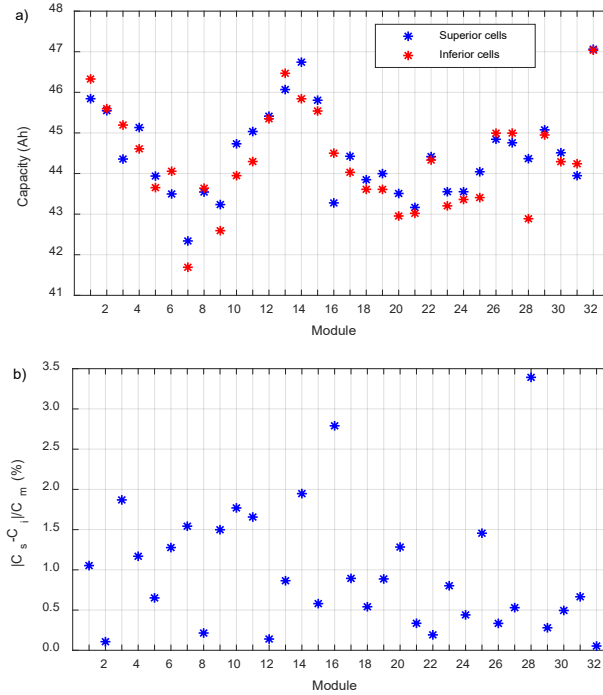 a)
Superior cells
Inferior cells
48
47
46
45
44
43
42
41
Capacity (Ah)
2 4 6 8 10 12 14 16 18 20 22 24 26 28 30 32
Module
b)
3.5
3.0
2.5
2.0
1.5
1.0
0.5
0.0
|C_s-C_i|/C_m (%)
2 4 6 8 10 12 14 16 18 20 22 24 26 28 30 32
Module